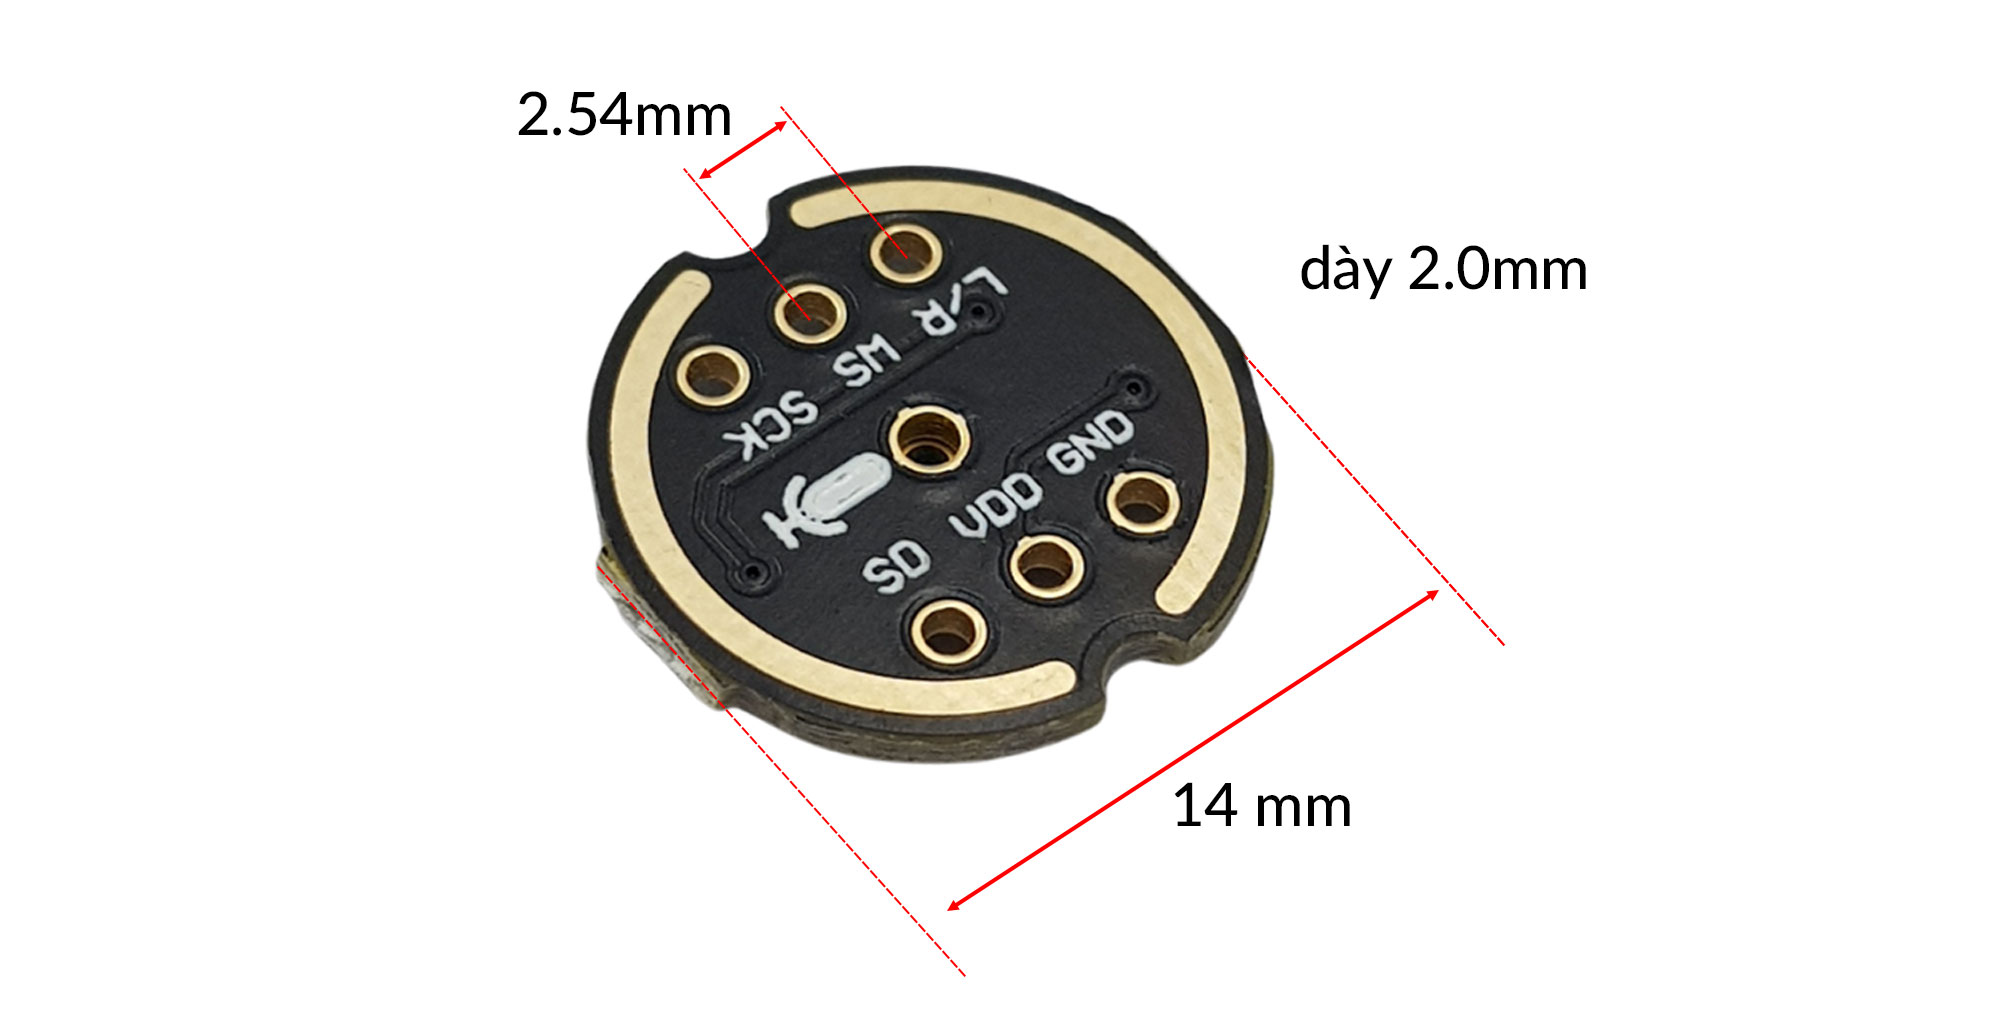 2.54mm
dày 2.0mm
L/R
WS
SCK
GND
VDD
SD
14 mm